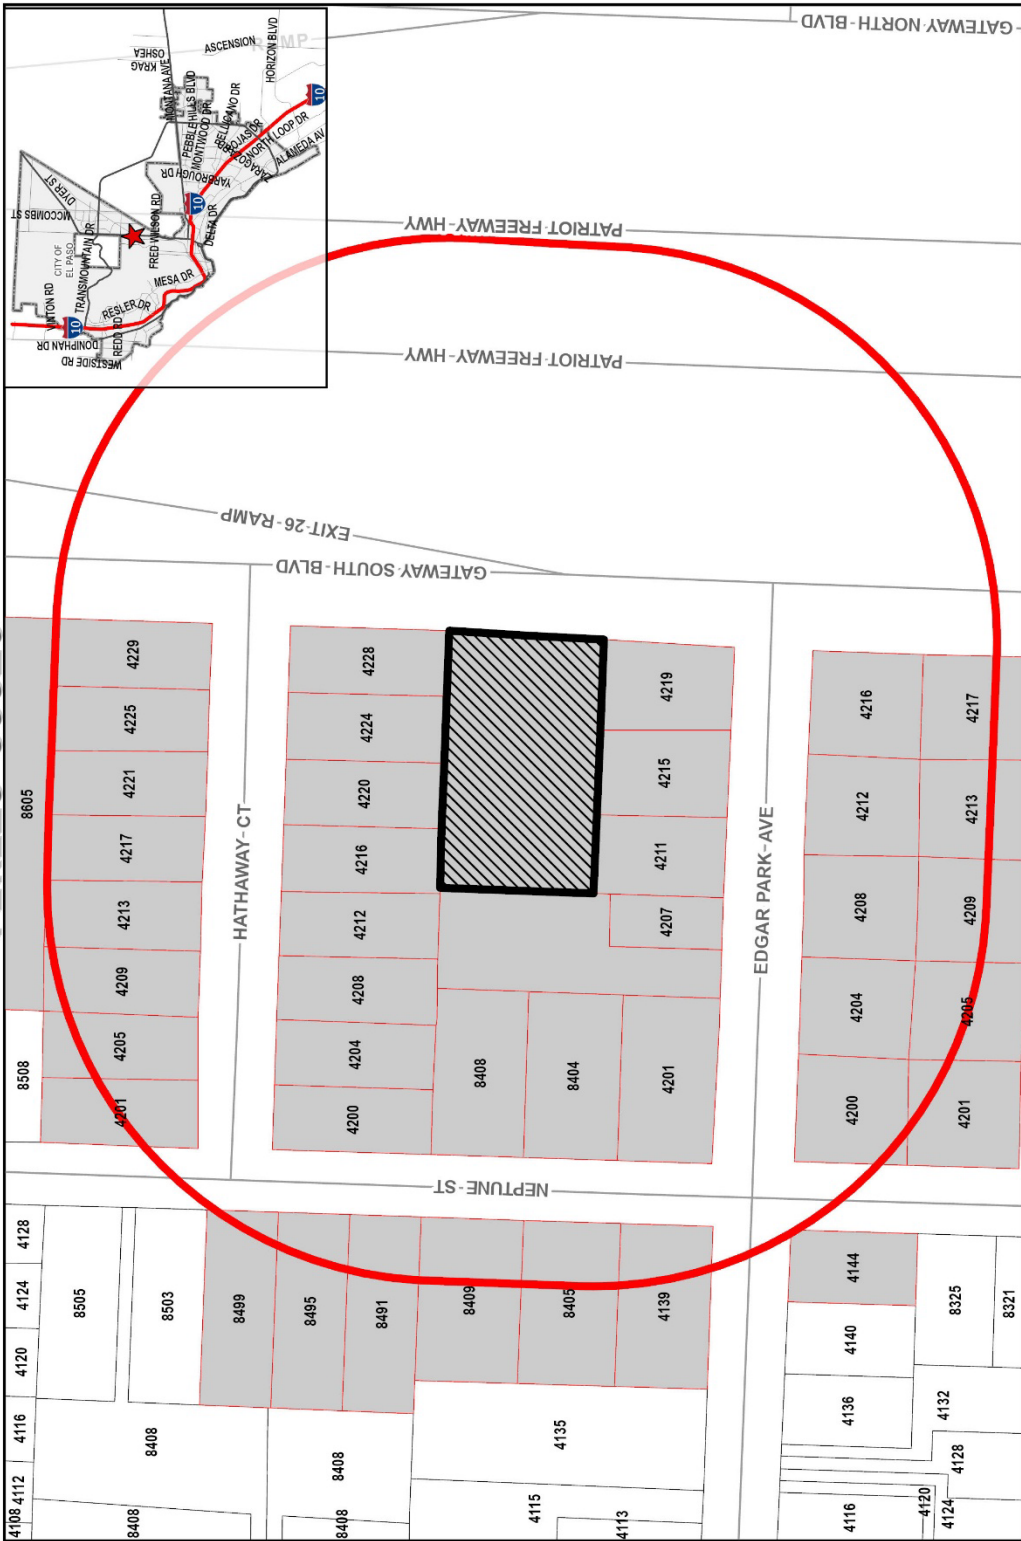 GATEWAY NORTH BLVD
RAMP
ASCENSION
KRAG
OSHEA
MONTANA AVE
HORIZON BLVD
PEBBLE HILLS BLVD
MONTWOOD DR
ROJAS DR
NORTH LOOP DR
ALAMEDA AV
YARBROUGH DR
10
10
10
DELTA DR
FRED WILSON RD
MESA DR
DYER ST
MCCOMBS ST
TRANSMOUNTAIN DR
CITY OF
EL PASO
RESLER DR
REDD RD
VINTON RD
DONIPHAN DR
WESTSIDE RD
PATRIOT FREEWAY HWY
PATRIOT FREEWAY HWY
EXIT 26 RAMP
GATEWAY SOUTH BLVD
HATHAWAY CT
EDGAR PARK AVE
NEPTUNE ST
8605
8508
4229
4225
4221
4217
4213
4209
4205
4201
4228
4224
4220
4216
4212
4208
4204
4200
4219
4215
4211
4207
8408
8404
4201
4216
4212
4208
4204
4200
4217
4213
4209
4205
4201
4128
4124
4120
4116
4112
4108
8505
8503
8499
8495
8491
8409
8405
4139
8408
8408
8408
8408
4135
4115
4113
4144
4140
4136
4116
8325
8321
4132
4128
4120
4124